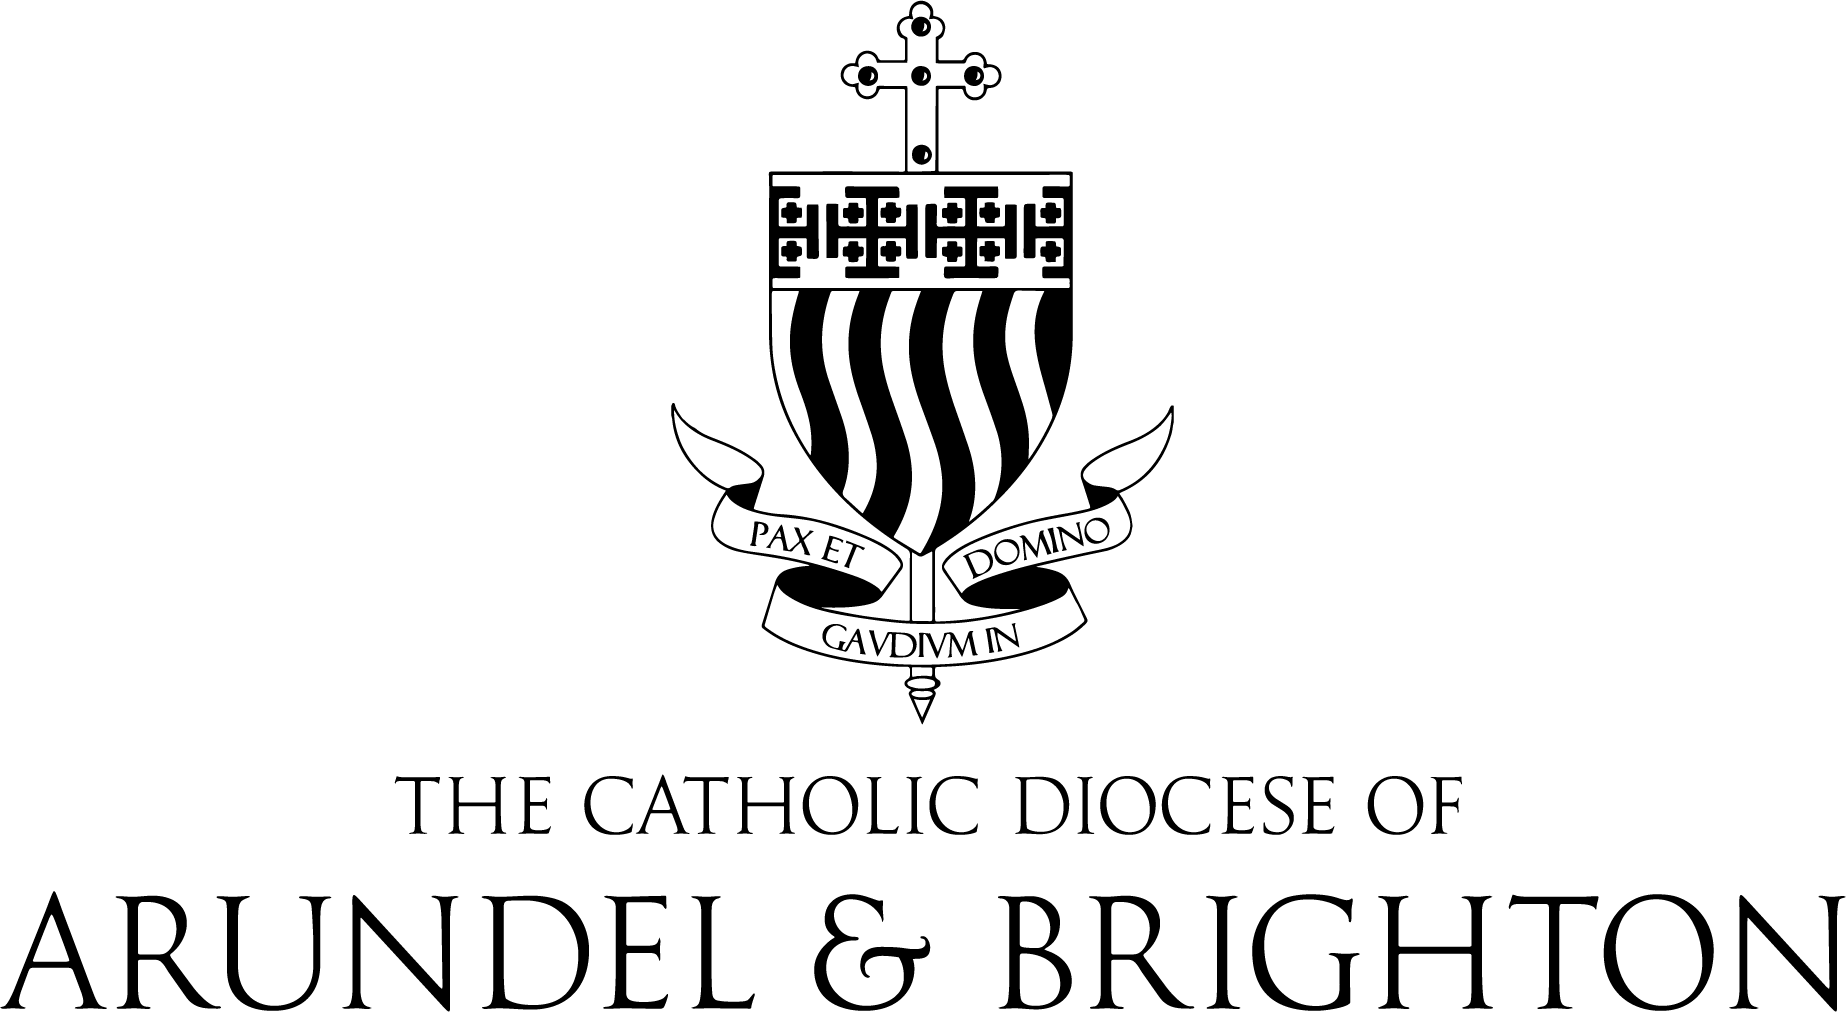 PAX ET
GAVDIVM IN
DOMINO
THE CATHOLIC DIOCESE OF
ARUNDEL & BRIGHTON